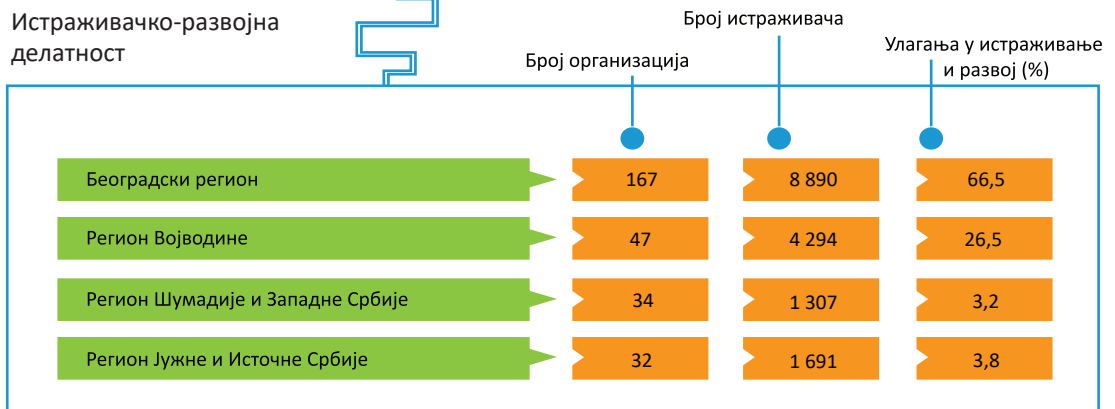 Истраживачко-развојна
делатност
Број организација
Број истраживача
Улагања у истраживање
и развој (%)
Београдски регион 167 8 890 66,5
Регион Војводине 47 4 294 26,5
Регион Шумадије и Западне Србије 34 1 307 3,2
Регион Јужне и Источне Србије 32 1 691 3,8